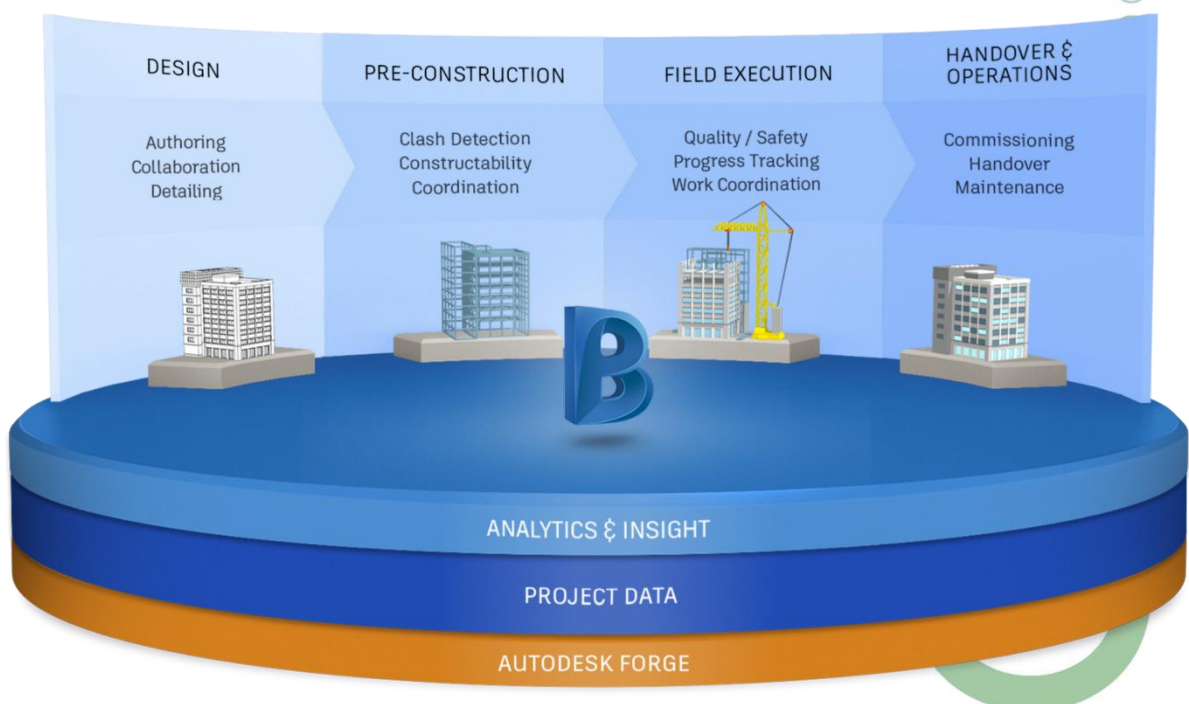 DESIGN
Authoring
Collaboration
Detailing
PRE-CONSTRUCTION
Clash Detection
Constructability
Coordination
FIELD EXECUTION
Quality / Safety
Progress Tracking
Work Coordination
HANDOVER &
OPERATIONS
Commissioning
Handover
Maintenance
B
ANALYTICS & INSIGHT
PROJECT DATA
AUTODESK FORGE